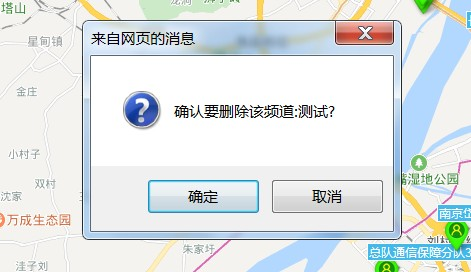 塔山
星甸镇
来自网页的消息
金庄
确认要删除该频道:测试?
小村子
双村
嘴湿地公园
沈家
确定
取消
万成生态园
南京岱
总队通信保障分队
朱家圩
洼子刘